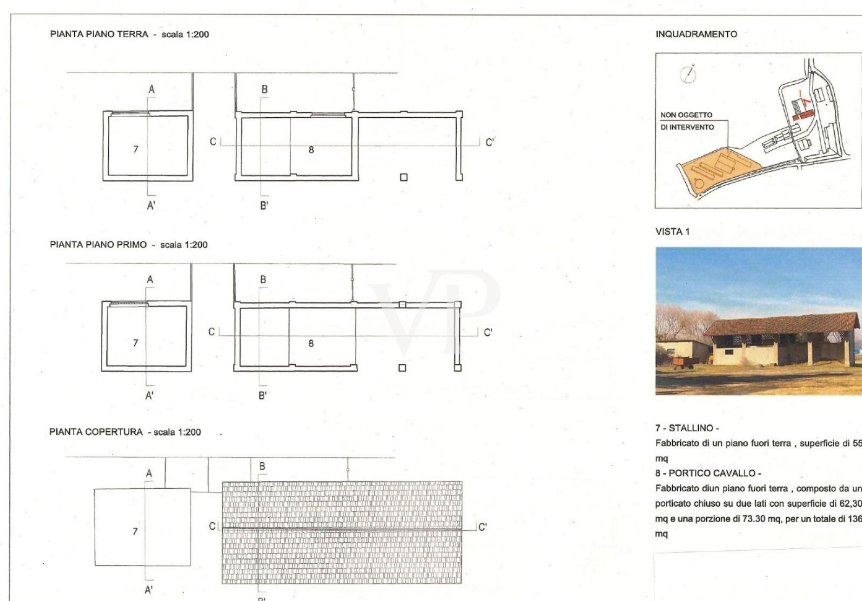 PIANTA PIANO TERRA - scala 1:200
A
B
7
C
8
C'
A'
B'
PIANTA PIANO PRIMO - scala 1:200
A
B
C
C'
7
8
A'
B'
PIANTA COPERTURA - scala 1:200
A
B
7
C
C'
A'
B'
VP
INQUADRAMENTO
NON OGGETTO
DI INTERVENTO
VISTA 1
7 - STALLINO -
Fabbricato di un piano fuori terra , superficie di 55
mq
8 - PORTICO CAVALLO -
Fabbricato diun piano fuori terra , composto da un
porticato chiuso su due lati con superficie di 62,30
mq e una porzione di 73.30 mq, per un totale di 136
mq